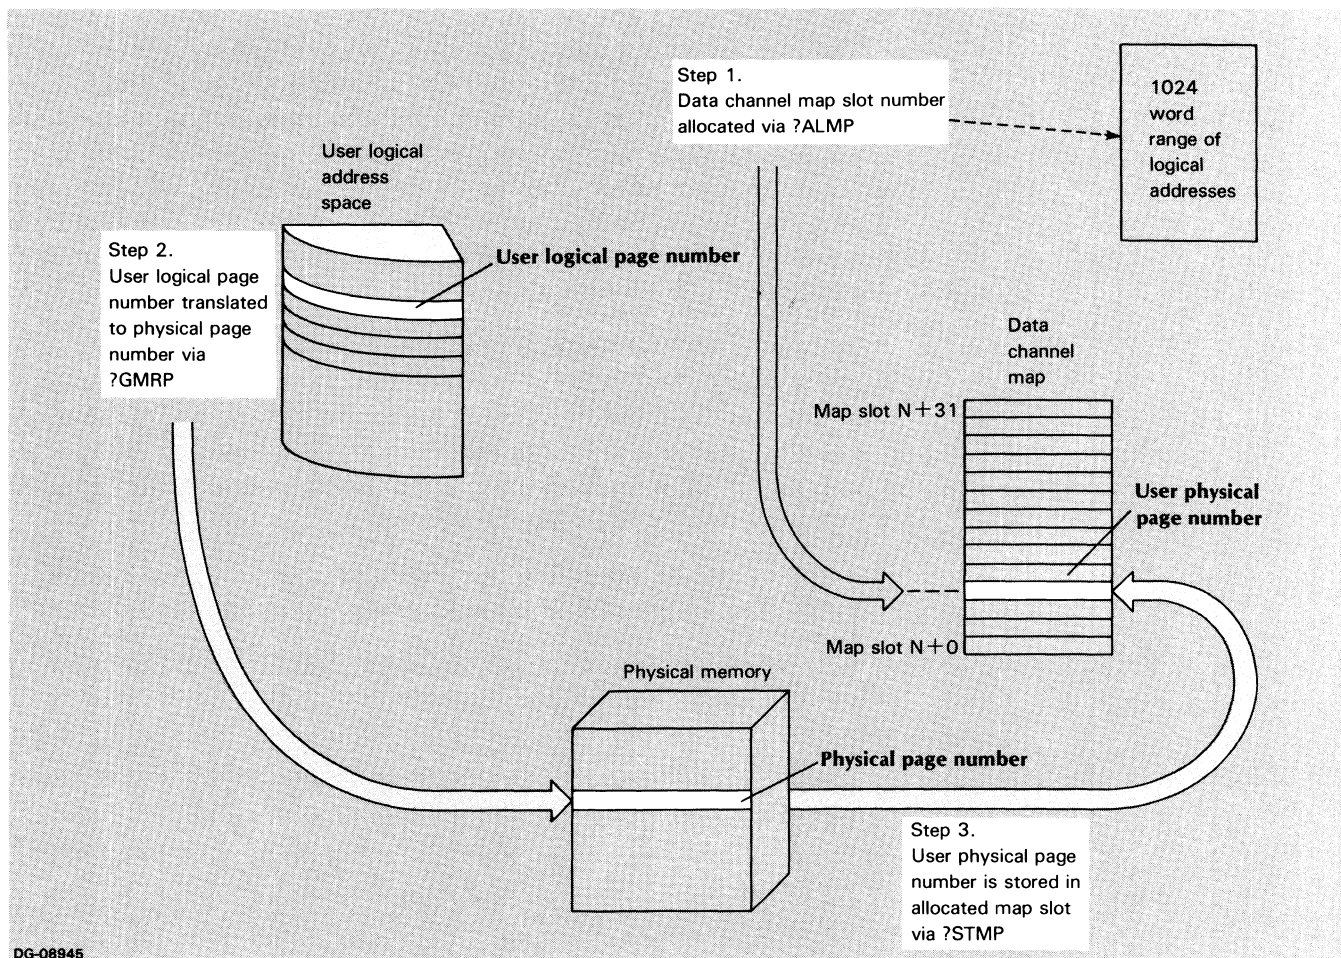 Step 1.
Data channel map slot number
allocated via ?ALMP
1024
word
range of
logical
addresses
User logical
address
space
Step 2.
User logical page
number translated
to physical page
number via
?GMRP
User logical page number
Data
channel
map
Map slot N+31
User physical
page number
Map slot N+0
Physical memory
Physical page number
Step 3.
User physical page
number is stored in
allocated map slot
via ?STMP
DG-08945